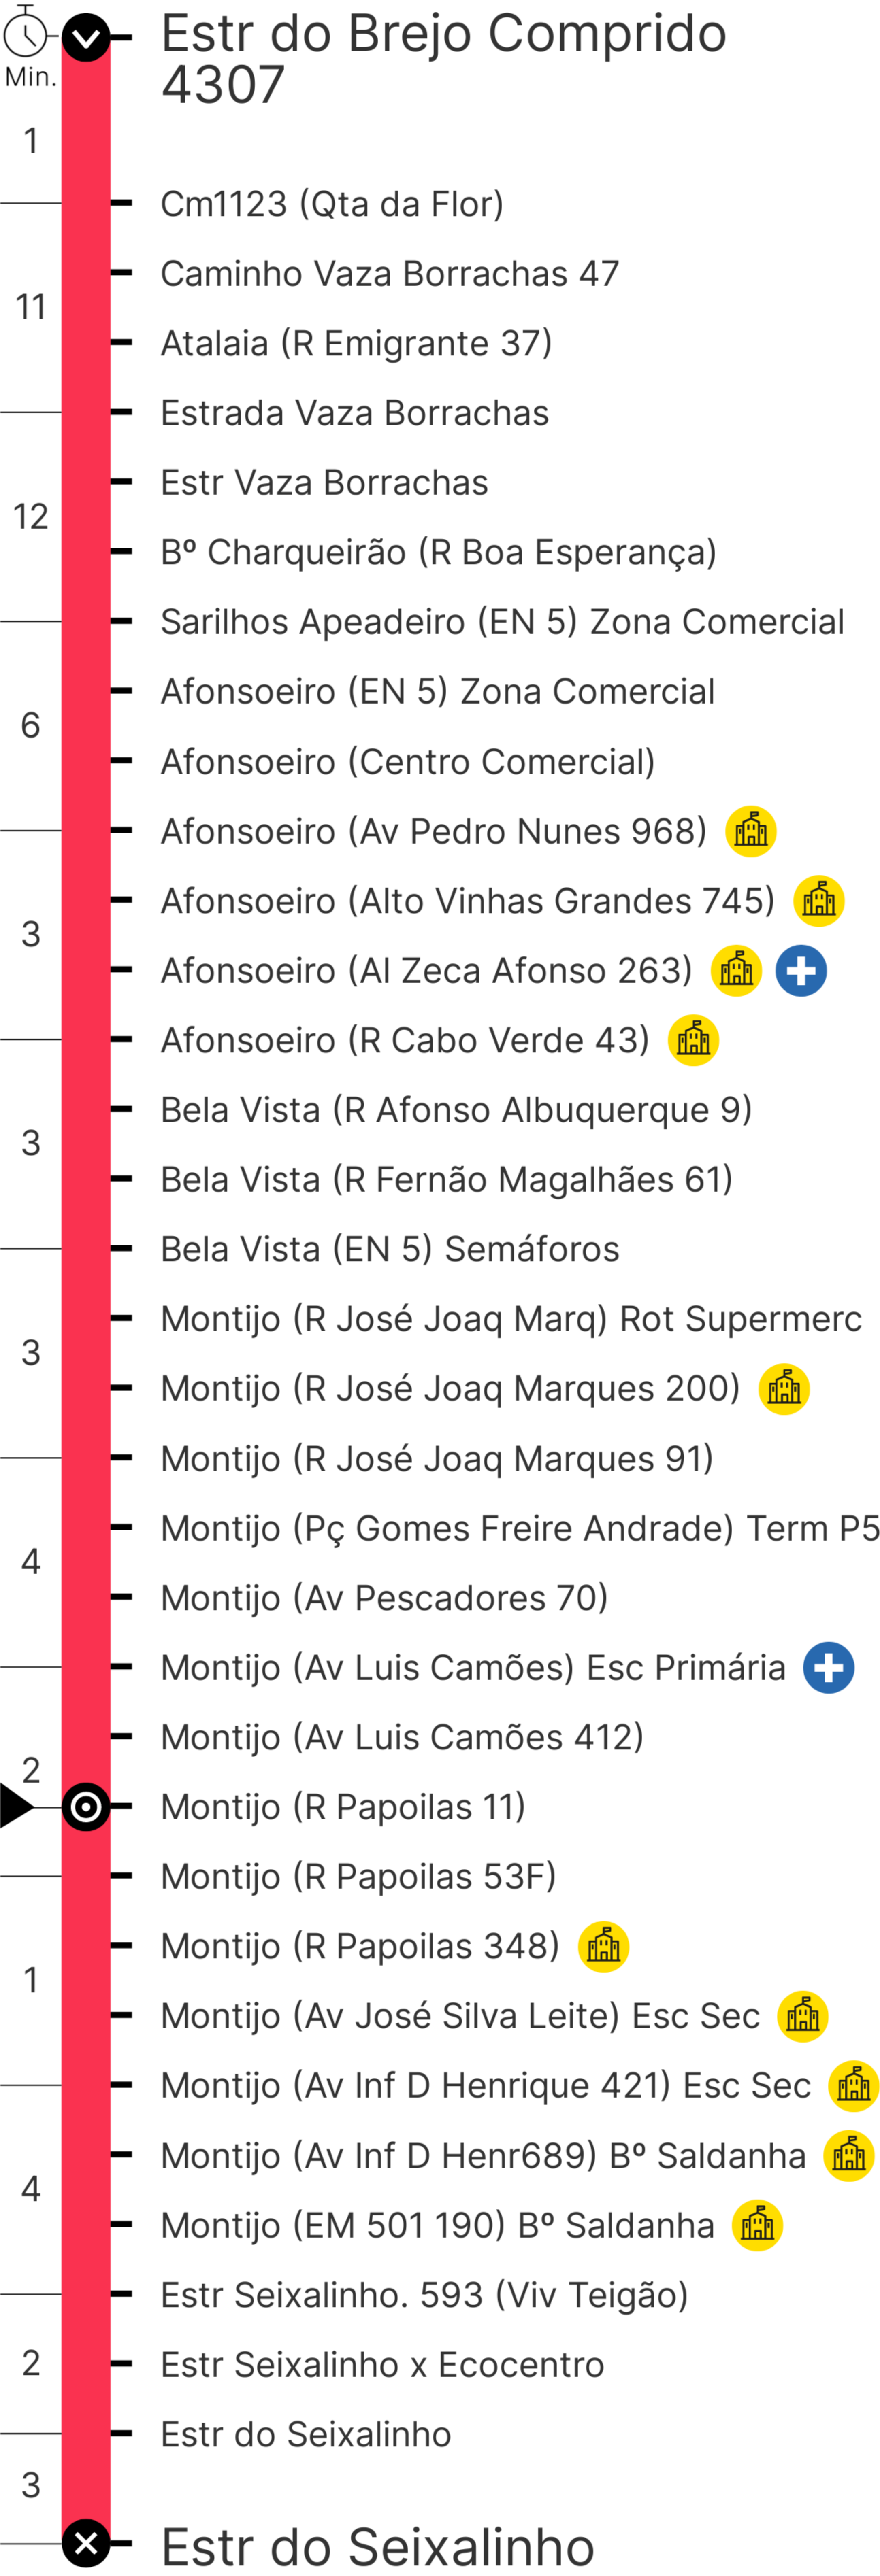 Estr do Brejo Comprido
4307
Min.
1
Cm1123 (Qta da Flor)
Caminho Vaza Borrachas 47
11
Atalaia (R Emigrante 37)
Estrada Vaza Borrachas
Estr Vaza Borrachas
12
Bº Charqueirão (R Boa Esperança)
Sarilhos Apeadeiro (EN 5) Zona Comercial
Afonsoeiro (EN 5) Zona Comercial
6
Afonsoeiro (Centro Comercial)
Afonsoeiro (Av Pedro Nunes 968)
Afonsoeiro (Alto Vinhas Grandes 745)
3
Afonsoeiro (Al Zeca Afonso 263)
Afonsoeiro (R Cabo Verde 43)
Bela Vista (R Afonso Albuquerque 9)
3
Bela Vista (R Fernão Magalhães 61)
Bela Vista (EN 5) Semáforos
Montijo (R José Joaq Marq) Rot Supermerc
3
Montijo (R José Joaq Marques 200)
Montijo (R José Joaq Marques 91)
Montijo (Pç Gomes Freire Andrade) Term P5
4
Montijo (Av Pescadores 70)
Montijo (Av Luis Camões) Esc Primária
Montijo (Av Luis Camões 412)
2
Montijo (R Papoilas 11)
Montijo (R Papoilas 53F)
Montijo (R Papoilas 348)
1
Montijo (Av José Silva Leite) Esc Sec
Montijo (Av Inf D Henrique 421) Esc Sec
Montijo (Av Inf D Henr689) Bº Saldanha
4
Montijo (EM 501 190) Bº Saldanha
Estr Seixalinho. 593 (Viv Teigão)
2
Estr Seixalinho x Ecocentro
Estr do Seixalinho
3
Estr do Seixalinho